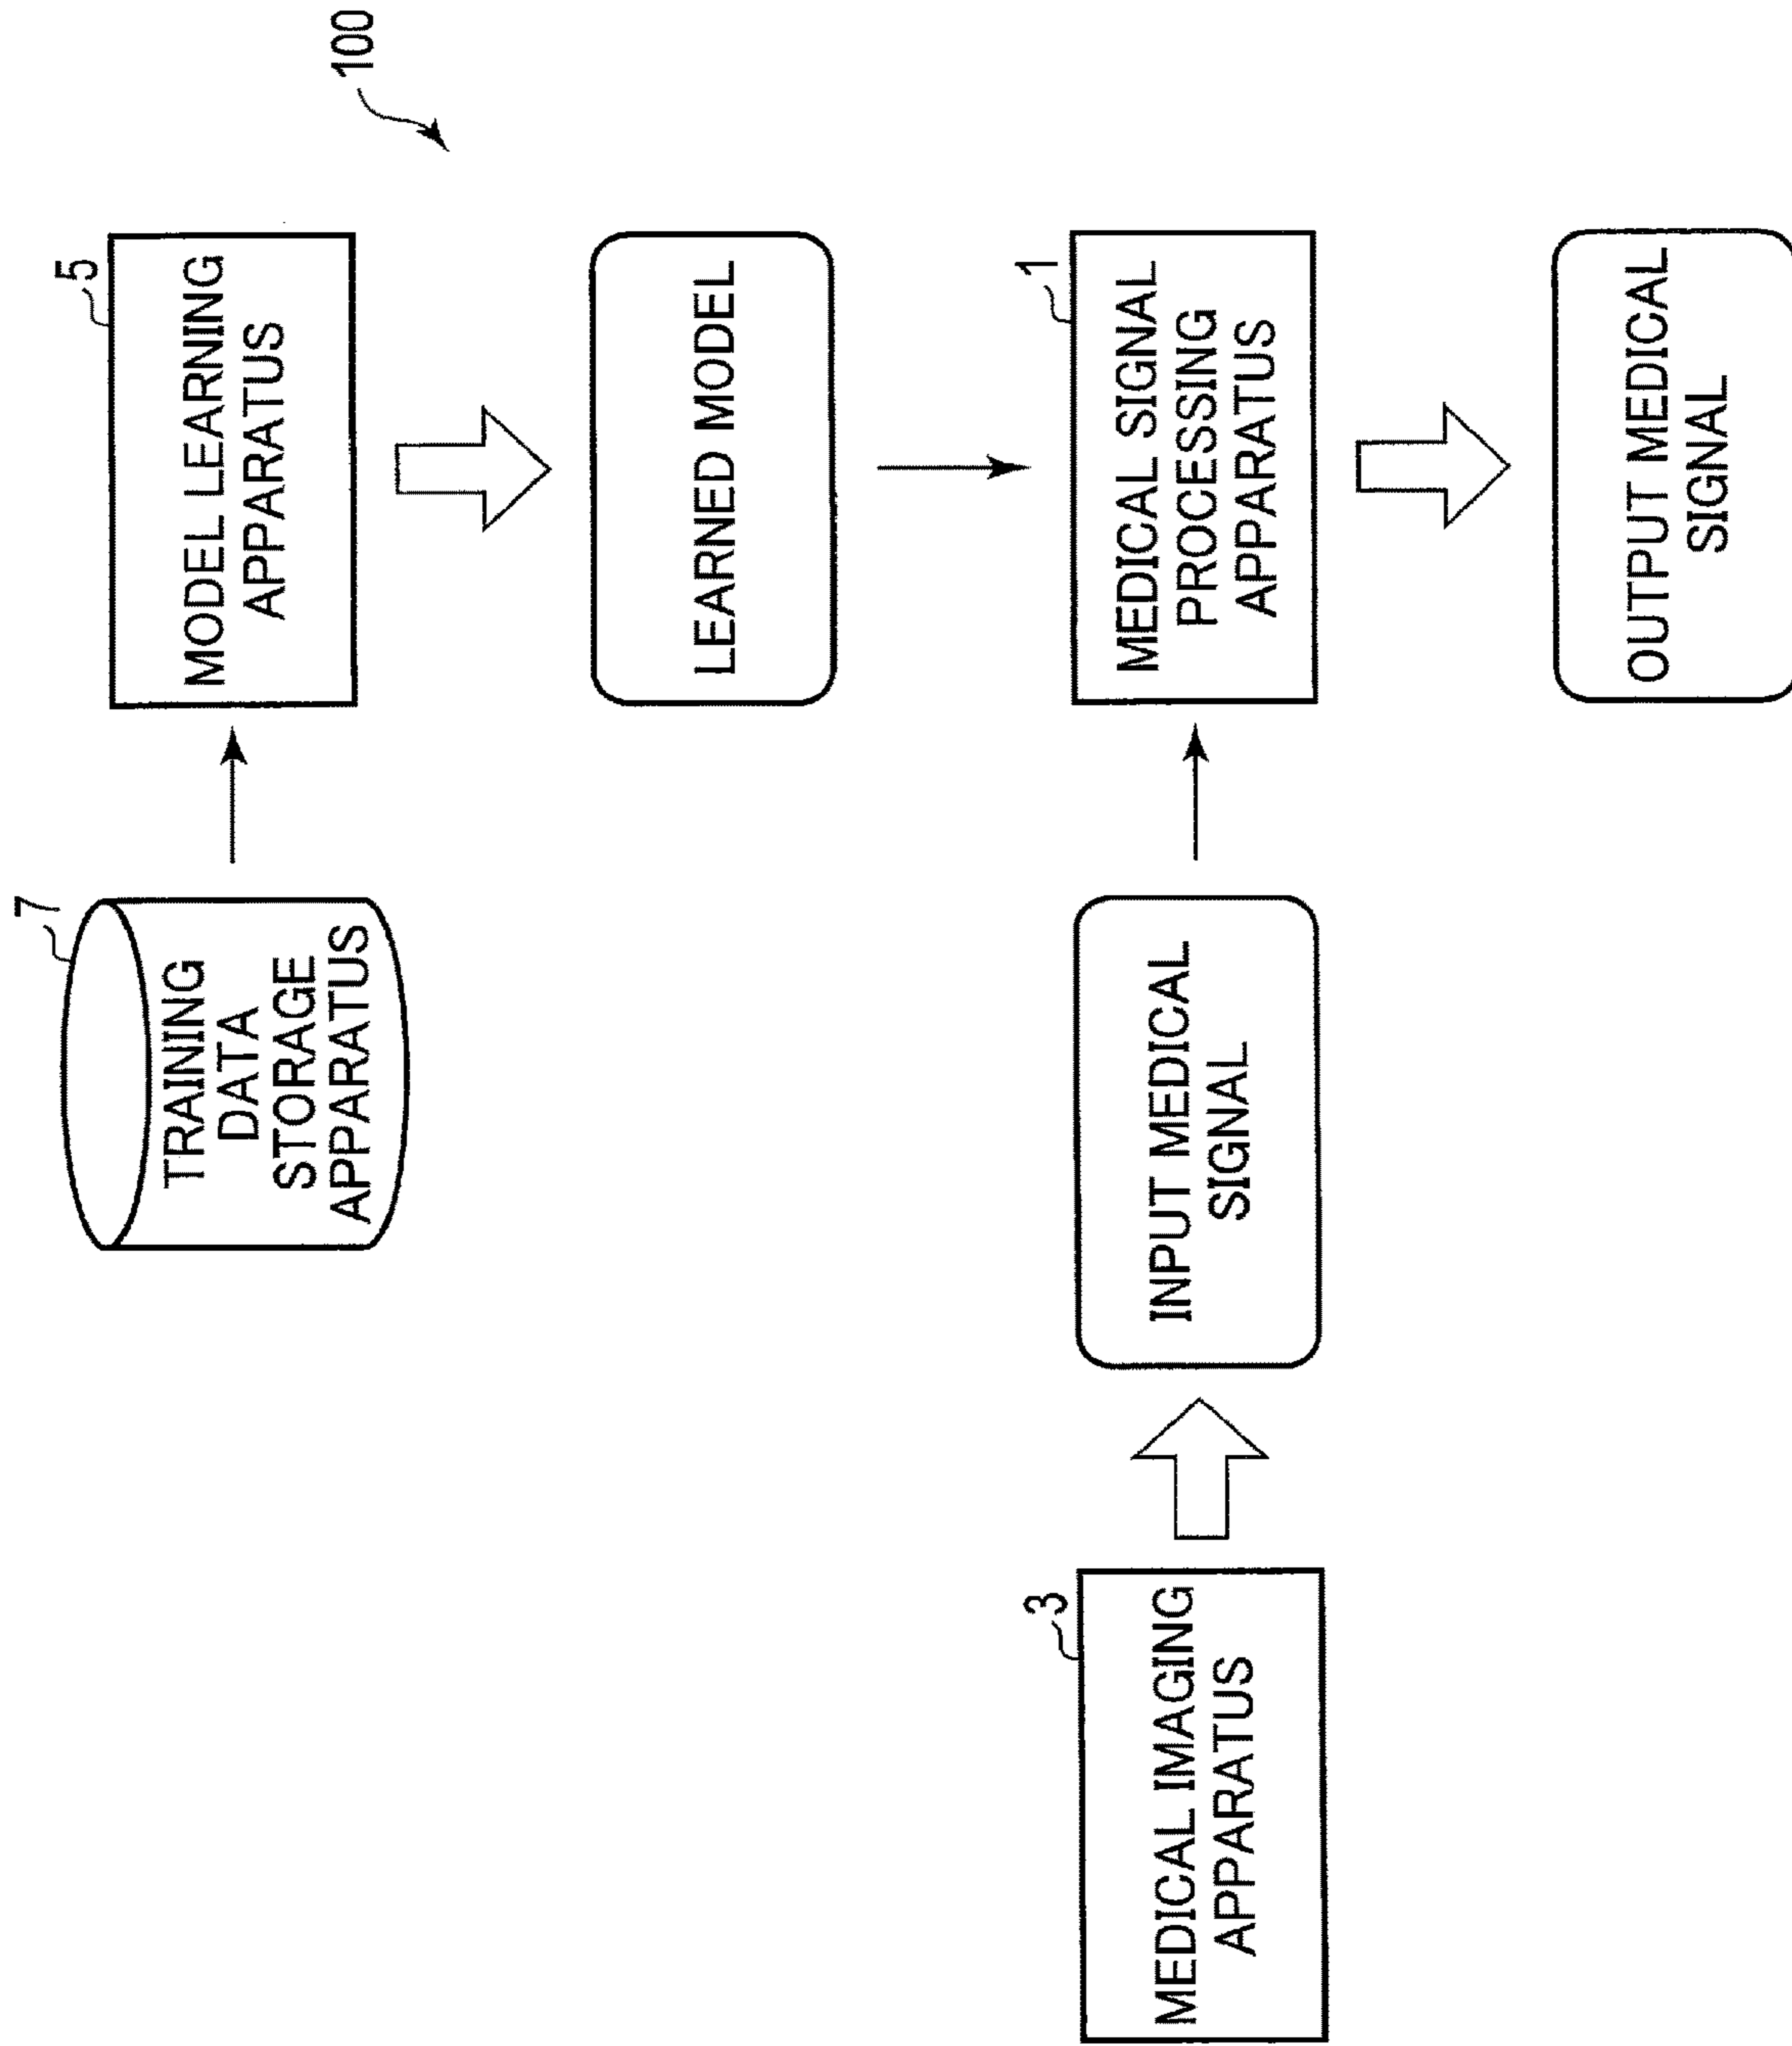 100
7
TRAINING
DATA
STORAGE
APPARATUS
5
MODEL LEARNING
APPARATUS
LEARNED MODEL
3
MEDICAL IMAGING
APPARATUS
INPUT MEDICAL
SIGNAL
1
MEDICAL SIGNAL
PROCESSING
APPARATUS
OUTPUT MEDICAL
SIGNAL